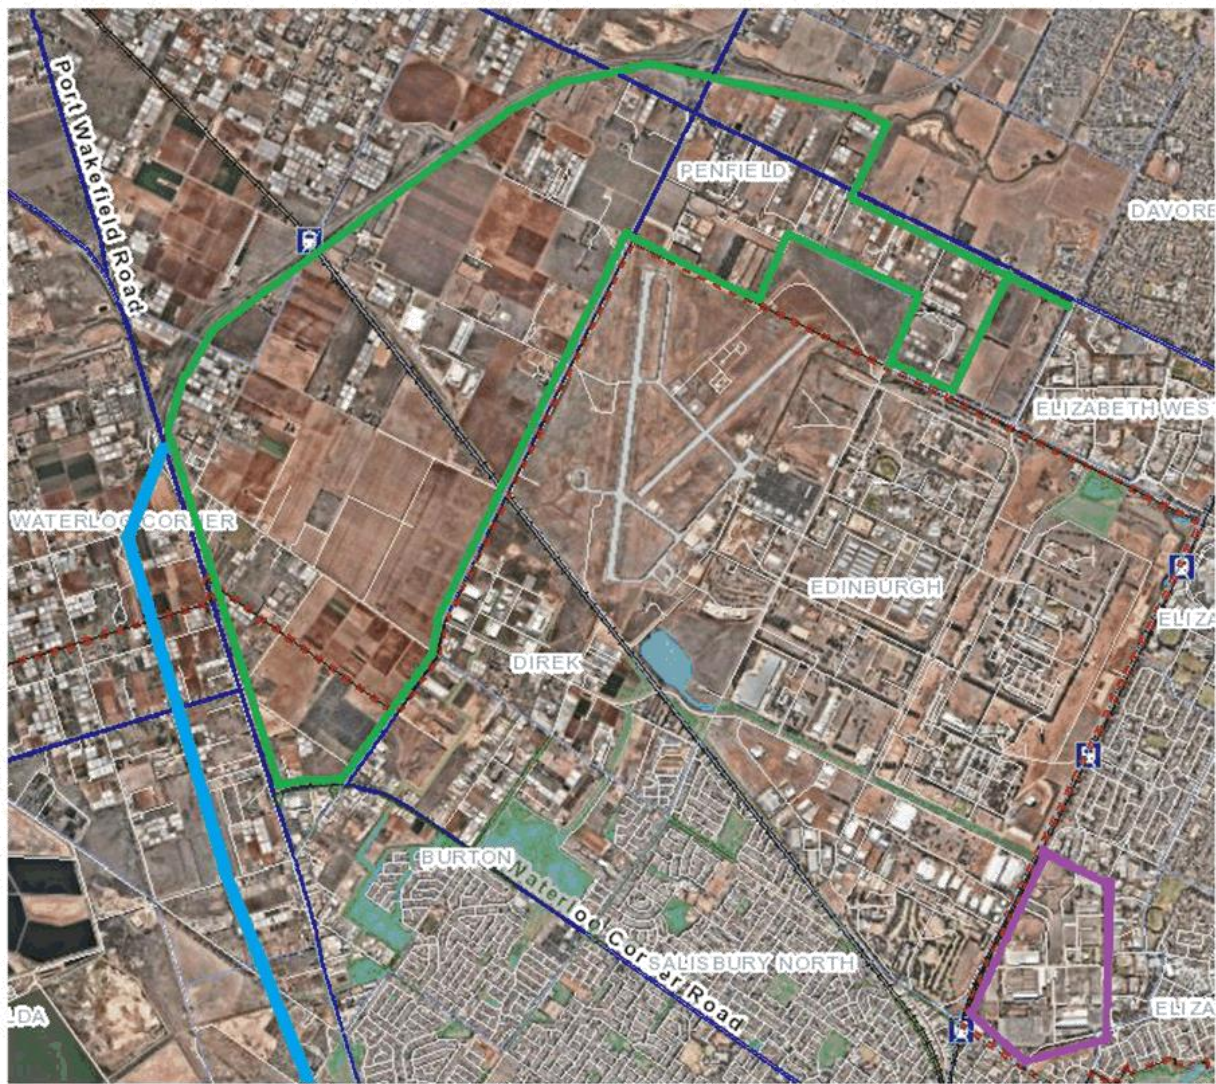 Port Wakefield Road
PENFIELD
DAVORE
ELIZABETH WES
WATERLOO CORNER
EDINBURGH
ELIZA
DIREK
BURTON
Waterloo Corner Road
SALISBURY NORTH
LDA
ELIZA